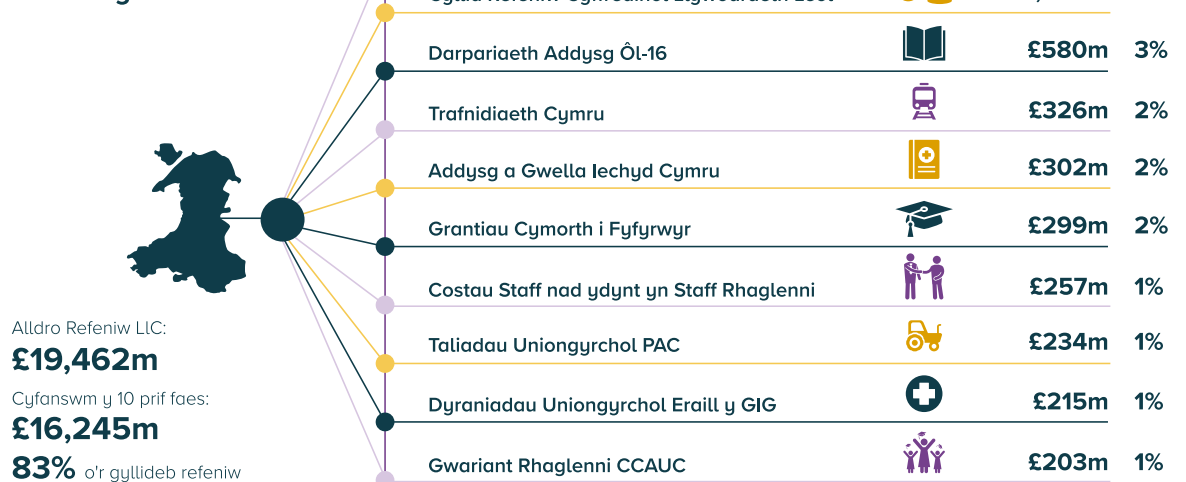 Darpariaeth Addysg Ôl-16 £580m 3%
Trafnidiaeth Cymru £326m 2%
Addysg a Gwella Iechyd Cymru £302m 2%
Grantiau Cymorth i Fyfyrwyr £299m 2%
Costau Staff nad ydynt yn Staff Rhaglenni £257m 1%
Taliadau Uniongyrchol PAC £234m 1%
Dyraniadau Uniongyrchol Eraill y GIG £215m 1%
Gwariant Rhaglenni CCAUC £203m 1%
Alldro Refeniw LlC:
£19,462m
Cyfanswm y 10 prif faes:
£16,245m
83% o'r gyllideb refeniw